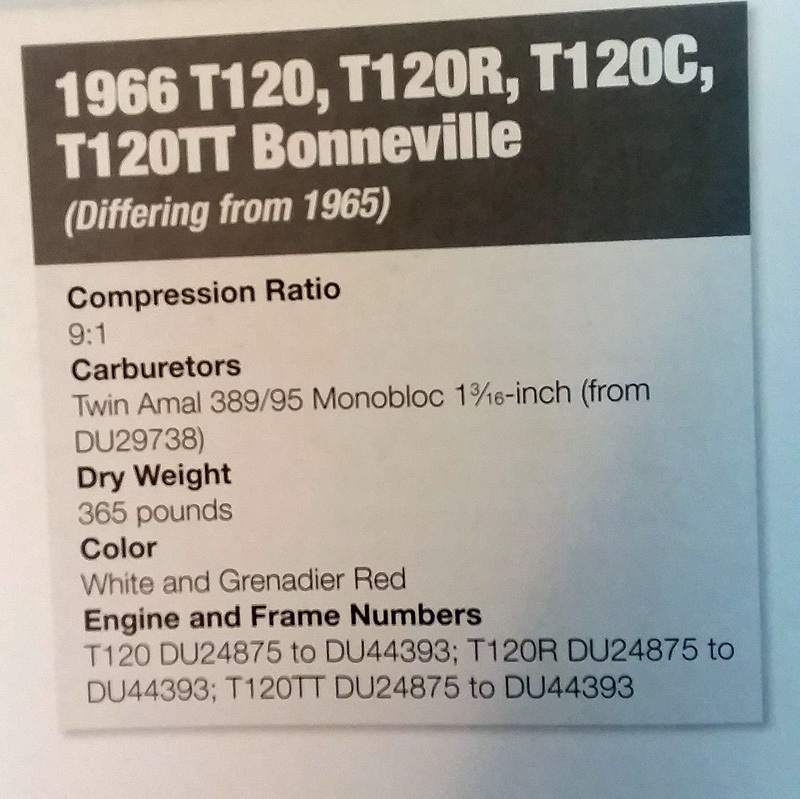 1966 T120, T120R, T120C,
T120TT Bonneville
(Differing from 1965)
Compression Ratio
9:1
Carburetors
Twin Amal 389/95 Monobloc 1³⁄₁₆-inch (from
DU29738)
Dry Weight
365 pounds
Color
White and Grenadier Red
Engine and Frame Numbers
T120 DU24875 to DU44393; T120R DU24875 to
DU44393; T120TT DU24875 to DU44393